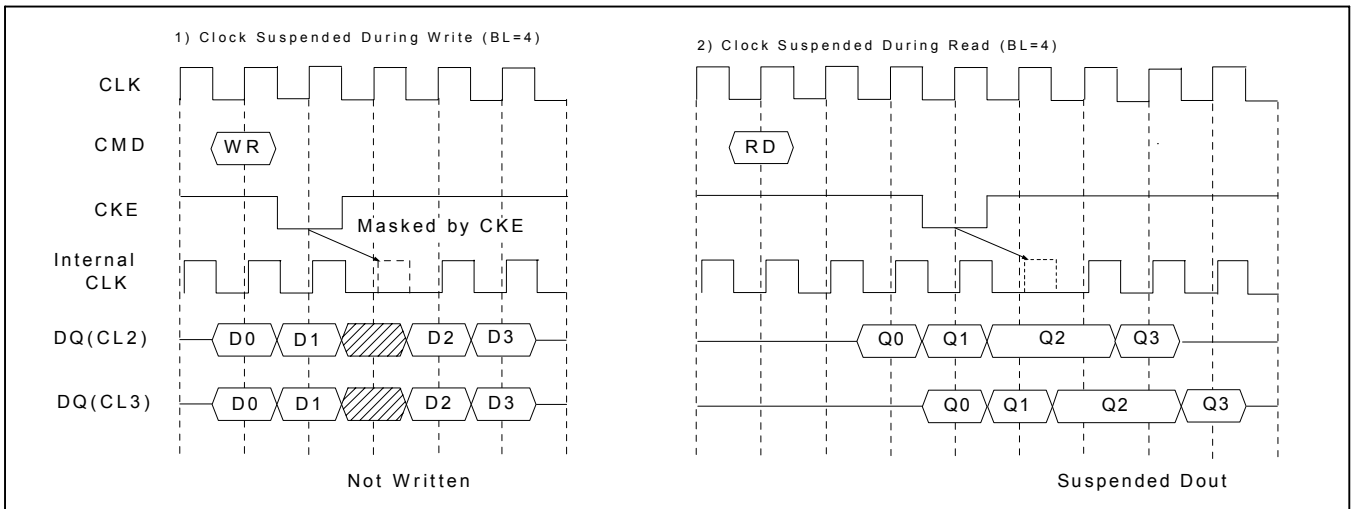 1) Clock Suspended During Write (BL=4)
2) Clock Suspended During Read (BL=4)
CLK
CMD
WR
RD
CKE
Masked by CKE
Internal
CLK
DQ(CL2)
D0 D1 D2 D3
Q0 Q1 Q2 Q3
DQ(CL3)
D0 D1 D2 D3
Q0 Q1 Q2 Q3
Not Written
Suspended Dout